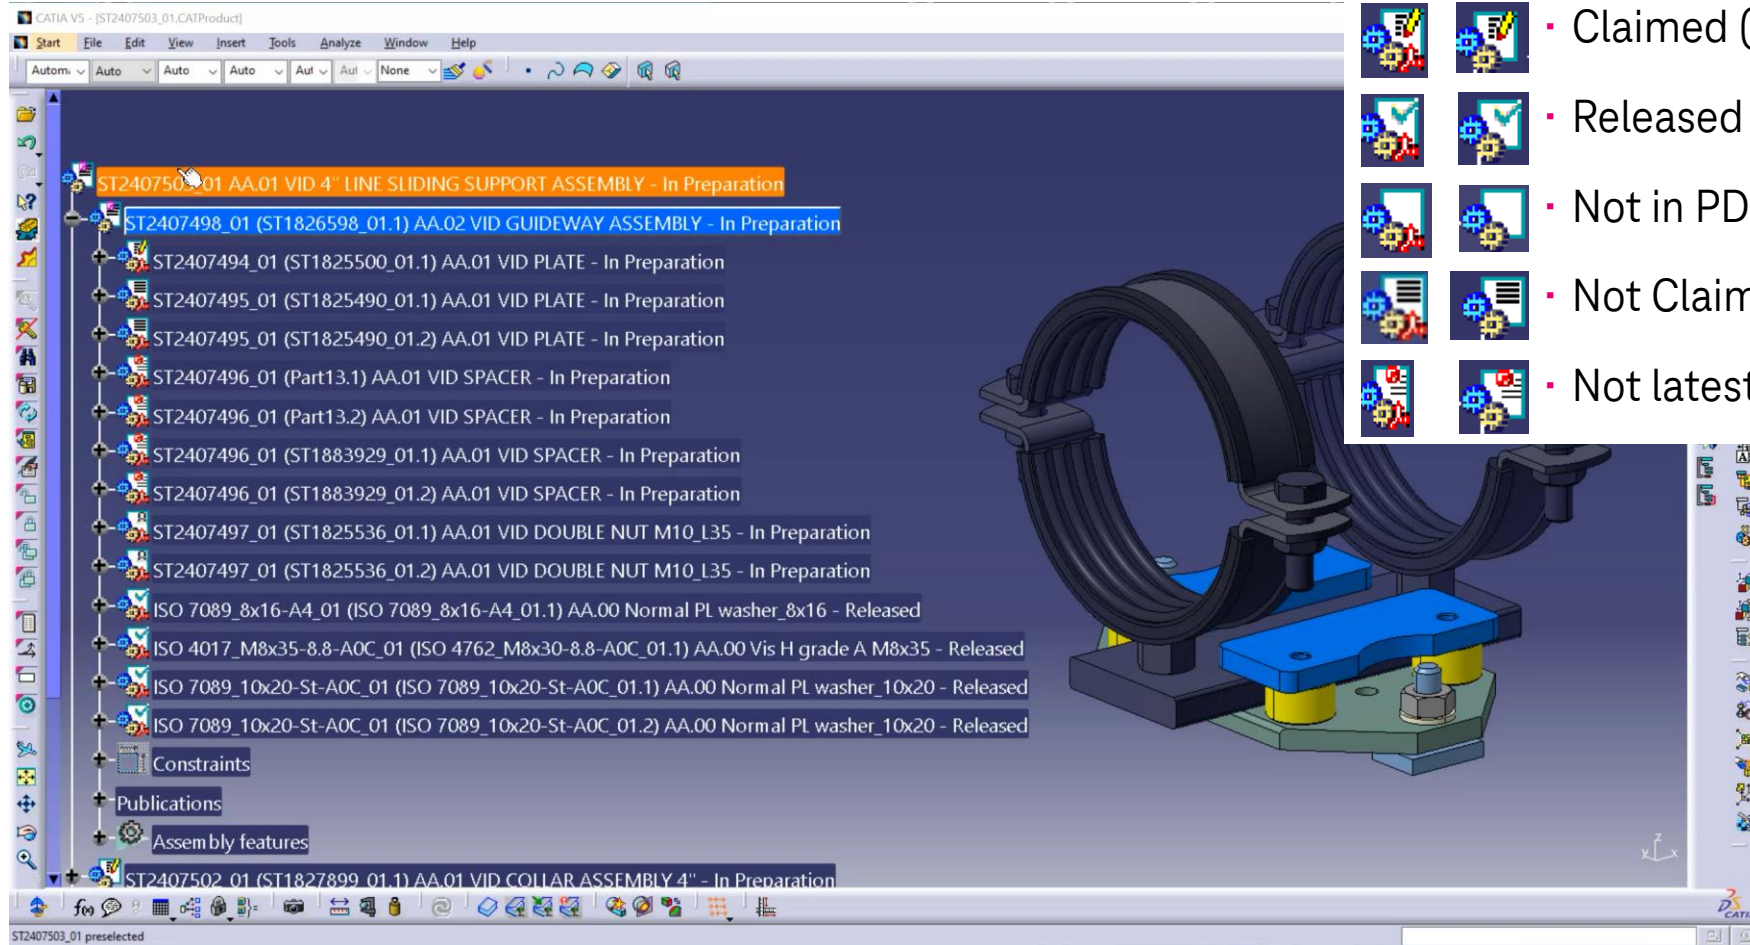 CATIA V5 - [ST2407503_01.CATProduct]
Start File Edit View Insert Tools Analyze Window Help
Auto Auto Auto Aut Aut None
ST2407503_01 AA.01 VID 4" LINE SLIDING SUPPORT ASSEMBLY - In Preparation
ST2407498_01 (ST1826598_01.1) AA.02 VID GUIDEWAY ASSEMBLY - In Preparation
ST2407494_01 (ST1825500_01.1) AA.01 VID PLATE - In Preparation
ST2407495_01 (ST1825490_01.1) AA.01 VID PLATE - In Preparation
ST2407495_01 (ST1825490_01.2) AA.01 VID PLATE - In Preparation
ST2407496_01 (Part13.1) AA.01 VID SPACER - In Preparation
ST2407496_01 (Part13.2) AA.01 VID SPACER - In Preparation
ST2407496_01 (ST1883929_01.1) AA.01 VID SPACER - In Preparation
ST2407496_01 (ST1883929_01.2) AA.01 VID SPACER - In Preparation
ST2407497_01 (ST1825536_01.1) AA.01 VID DOUBLE NUT M10_L35 - In Preparation
ST2407497_01 (ST1825536_01.2) AA.01 VID DOUBLE NUT M10_L35 - In Preparation
ISO 7089_8x16-A4_01 (ISO 7089_8x16-A4_01.1) AA.00 Normal PL washer_8x16 - Released
ISO 4017_M8x35-8.8-A0C_01 (ISO 4762_M8x30-8.8-A0C_01.1) AA.00 Vis H grade A M8x35 - Released
ISO 7089_10x20-St-A0C_01 (ISO 7089_10x20-St-A0C_01.1) AA.00 Normal PL washer_10x20 - Released
ISO 7089_10x20-St-A0C_01 (ISO 7089_10x20-St-A0C_01.2) AA.00 Normal PL washer_10x20 - Released
Constraints
Publications
Assembly features
ST2407502_01 (ST1827899_01.1) AA.01 VID COLLAR ASSEMBLY 4" - In Preparation
Claimed (
Released
Not in PD
Not Claim
Not latest
z
y x
f(x)
DS
CATI
ST2407503_01 preselected